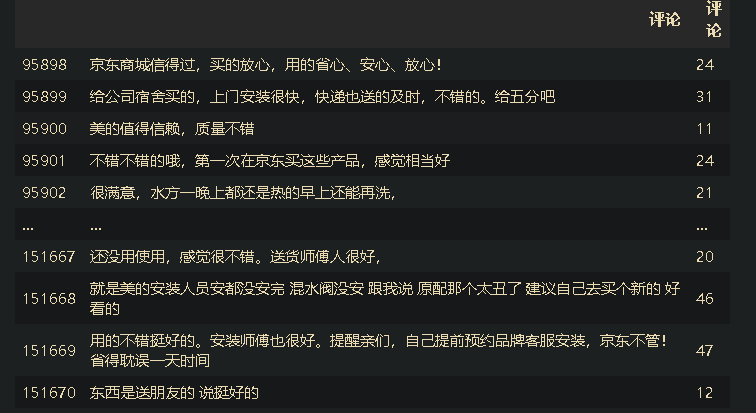 评论 评论
95898 京东商城信得过，买的放心，用的省心、安心、放心！ 24
95899 给公司宿舍买的，上门安装很快，快递也送的及时，不错的。给五分吧 31
95900 美的值得信赖，质量不错 11
95901 不错不错的哦，第一次在京东买这些产品，感觉相当好 24
95902 很满意，水方一晚上都还是热的早上还能再洗， 21
... ... ...
151667 还没用使用，感觉很不错。送货师傅人很好， 20
151668 就是美的安装人员安都没安完 混水阀没安 跟我说 原配那个太丑了 建议自己去买个新的 好
看的 46
151669 用的不错挺好的。安装师傅也很好。提醒亲们，自己提前预约品牌客服安装，京东不管！
省得耽误一天时间 47
151670 东西是送朋友的 说挺好的 12